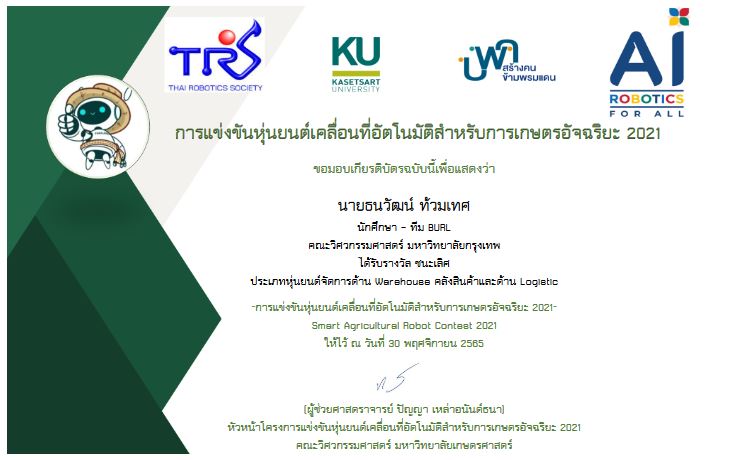 TRS
THAI ROBOTICS SOCIETY
KU
KASETSART
UNIVERSITY
บพค
สร้างคน
ข้ามพรมแดน
Ai
ROBOTICS
FOR ALL
การแข่งขันหุ่นยนต์เคลื่อนที่อัตโนมัติสำหรับการเกษตรอัจฉริยะ 2021
ขอมอบเกียรติบัตรฉบับนี้เพื่อแสดงว่า
นายธนวัฒน์ ท้วมเทศ
นักศึกษา - ทีม BURL
คณะวิศวกรรมศาสตร์ มหาวิทยาลัยกรุงเทพ
ได้รับรางวัล ชนะเลิศ
ประเภทหุ่นยนต์จัดการด้าน Warehouse คลังสินค้าและด้าน Logistic
-การแข่งขันหุ่นยนต์เคลื่อนที่อัตโนมัติสำหรับการเกษตรอัจฉริยะ 2021-
Smart Agricultural Robot Contest 2021
ให้ไว้ ณ วันที่ 30 พฤศจิกายน 2565
(ผู้ช่วยศาสตราจารย์ ปัญญา เหล่าอนันต์ธนา)
หัวหน้าโครงการแข่งขันหุ่นยนต์เคลื่อนที่อัตโนมัติสำหรับการเกษตรอัจฉริยะ 2021
คณะวิศวกรรมศาสตร์ มหาวิทยาลัยเกษตรศาสตร์